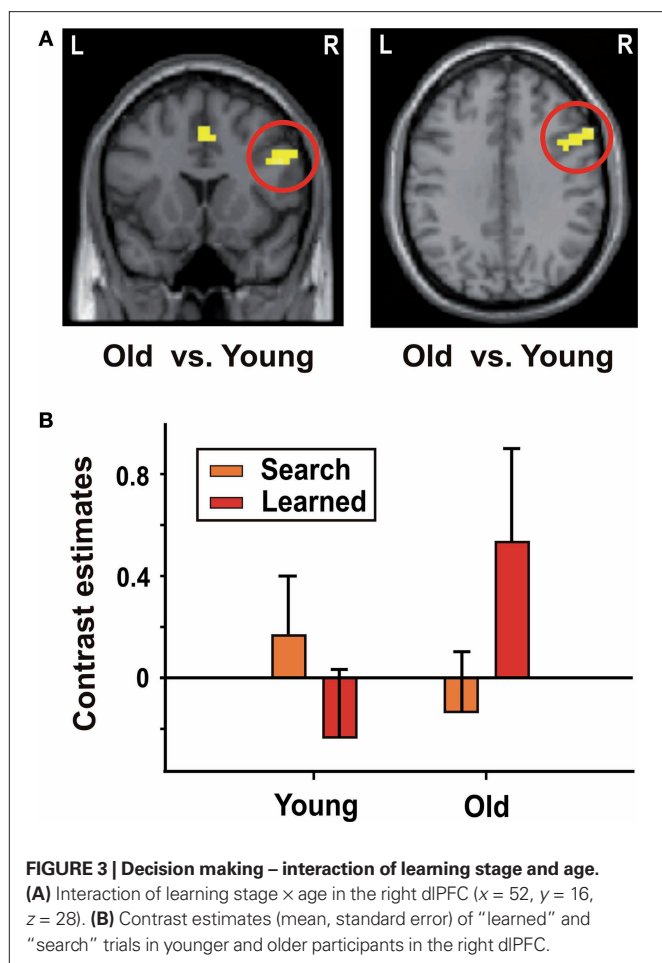 A
L R
L R
Old vs. Young
Old vs. Young
B
Contrast estimates
0.8
0.4
0
Search
Learned
Young
Old
FIGURE 3 | Decision making – interaction of learning stage and age.
(A) Interaction of learning stage × age in the right dlPFC (x = 52, y = 16,
z = 28). (B) Contrast estimates (mean, standard error) of “learned” and
“search” trials in younger and older participants in the right dlPFC.